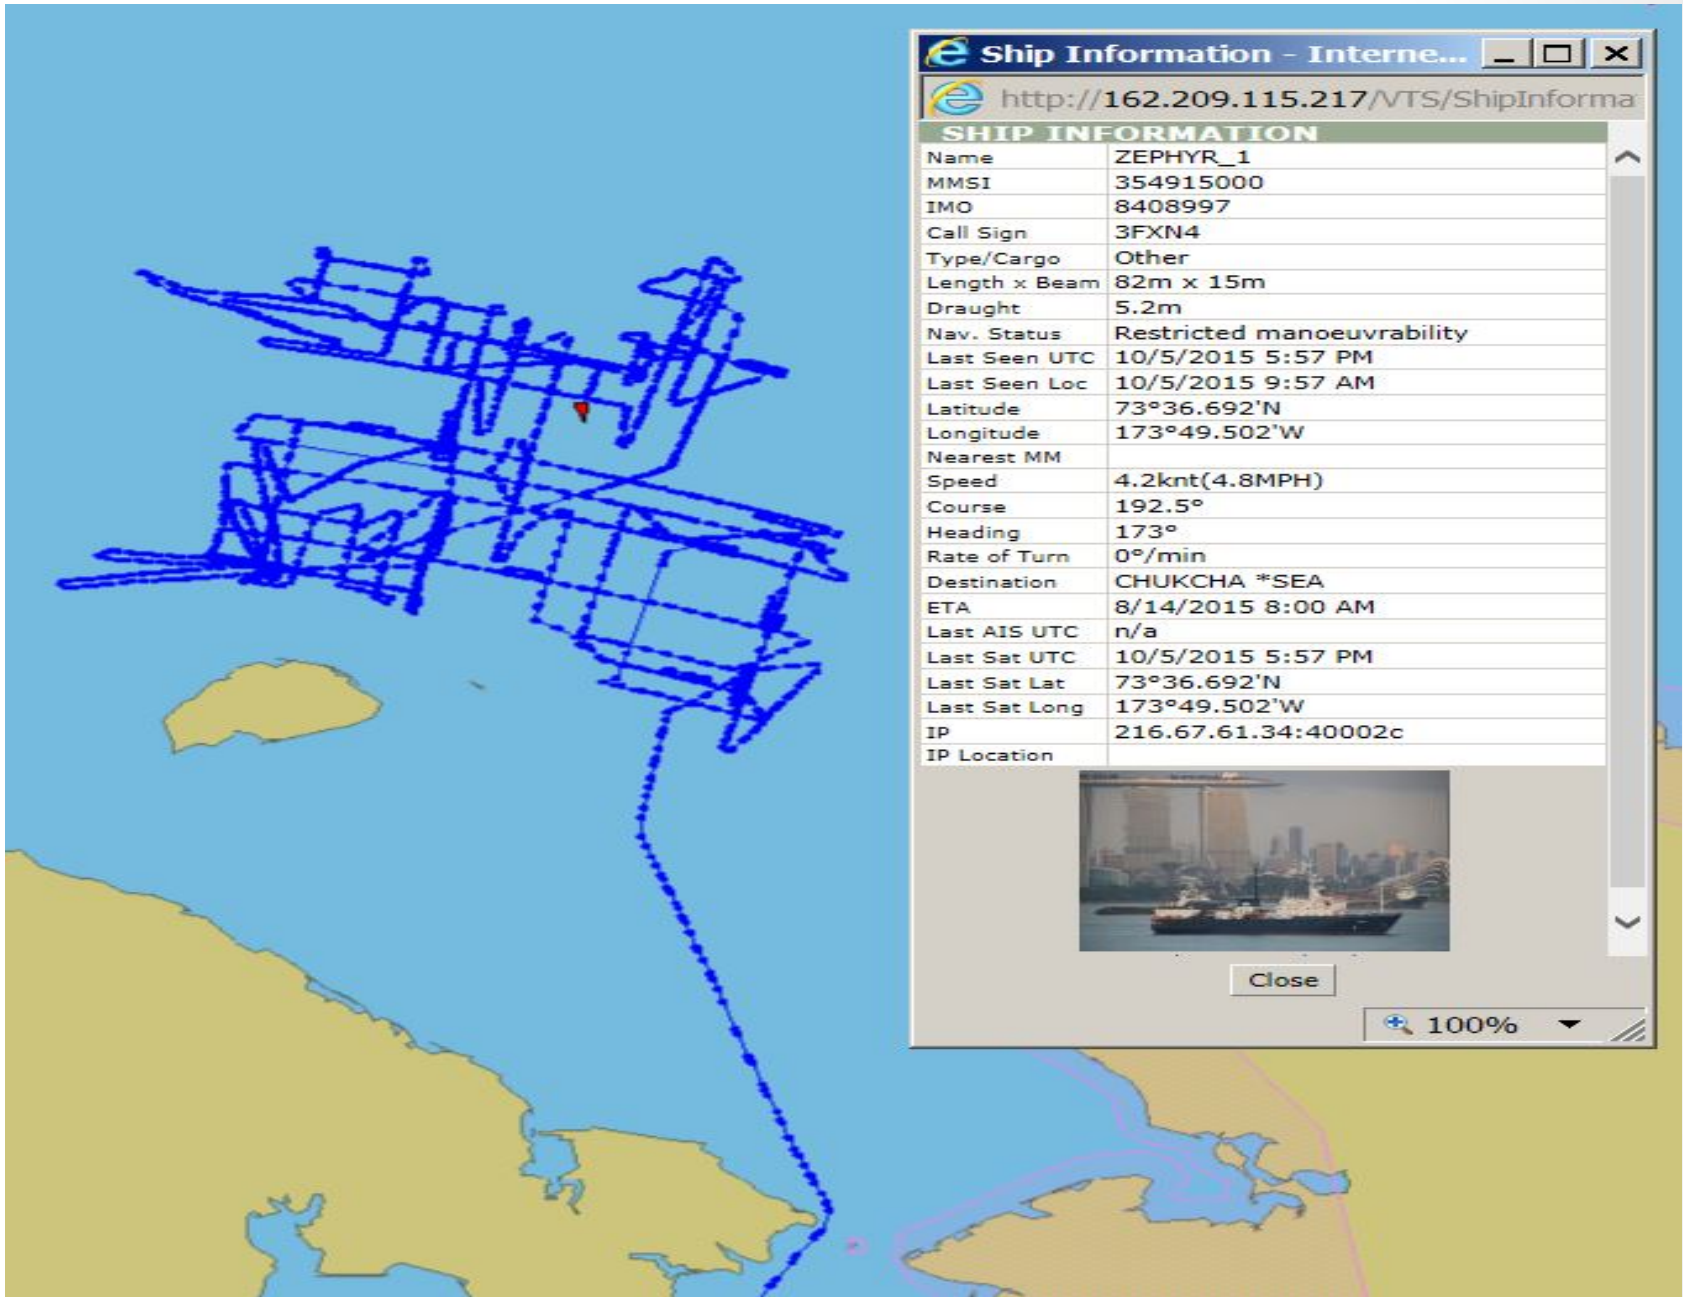 Ship Information - Interne...
http://162.209.115.217/VTS/ShipInforma
SHIP INFORMATION
Name ZEPHYR_1
MMSI 354915000
IMO 8408997
Call Sign 3FXN4
Type/Cargo Other
Length x Beam 82m x 15m
Draught 5.2m
Nav. Status Restricted manoeuvrability
Last Seen UTC 10/5/2015 5:57 PM
Last Seen Loc 10/5/2015 9:57 AM
Latitude 73°36.692'N
Longitude 173°49.502'W
Nearest MM
Speed 4.2knt(4.8MPH)
Course 192.5°
Heading 173°
Rate of Turn 0°/min
Destination CHUKCHA *SEA
ETA 8/14/2015 8:00 AM
Last AIS UTC n/a
Last Sat UTC 10/5/2015 5:57 PM
Last Sat Lat 73°36.692'N
Last Sat Long 173°49.502'W
IP 216.67.61.34:40002c
IP Location
Close
100%